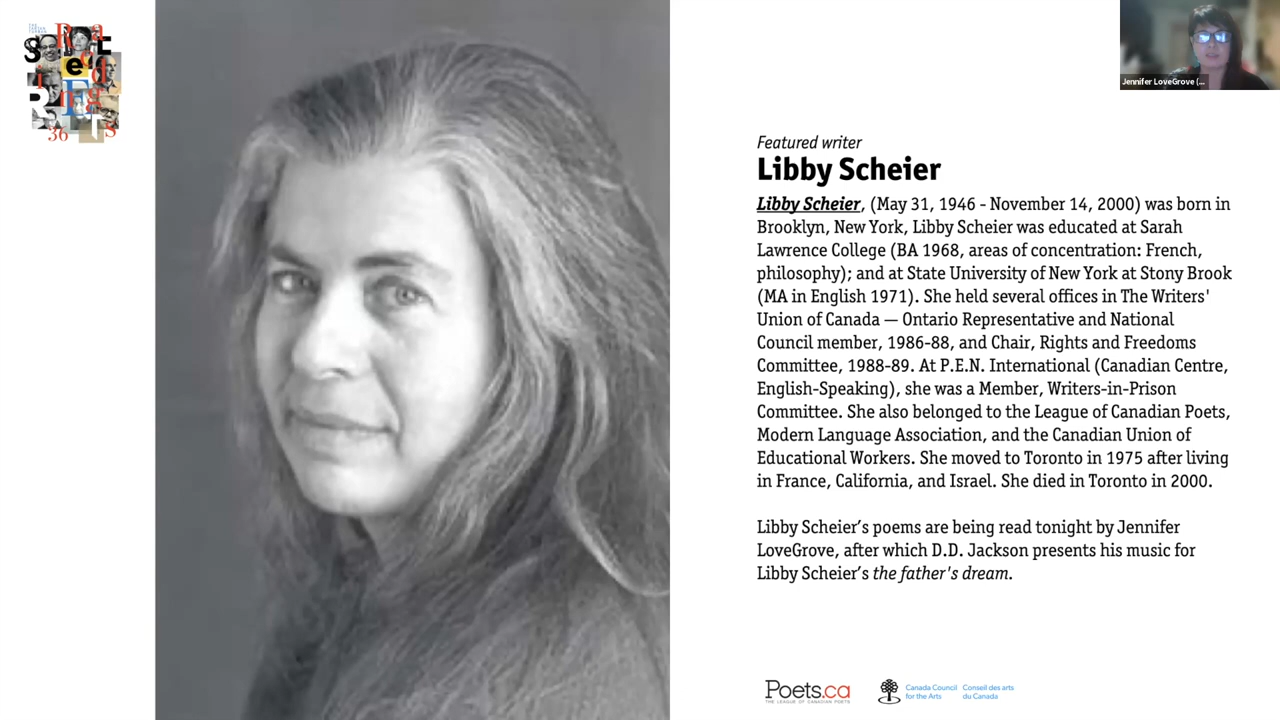 36
Jennifer LoveGrove (...
Featured writer
Libby Scheier
Libby Scheier, (May 31, 1946 - November 14, 2000) was born in
Brooklyn, New York, Libby Scheier was educated at Sarah
Lawrence College (BA 1968, areas of concentration: French,
philosophy); and at State University of New York at Stony Brook
(MA in English 1971). She held several offices in The Writers'
Union of Canada — Ontario Representative and National
Council member, 1986-88, and Chair, Rights and Freedoms
Committee, 1988-89. At P.E.N. International (Canadian Centre,
English-Speaking), she was a Member, Writers-in-Prison
Committee. She also belonged to the League of Canadian Poets,
Modern Language Association, and the Canadian Union of
Educational Workers. She moved to Toronto in 1975 after living
in France, California, and Israel. She died in Toronto in 2000.
Libby Scheier’s poems are being read tonight by Jennifer
LoveGrove, after which D.D. Jackson presents his music for
Libby Scheier’s the father's dream.
Poets.ca
THE LEAGUE OF CANADIAN POETS
Canada Council Conseil des arts
for the Arts du Canada